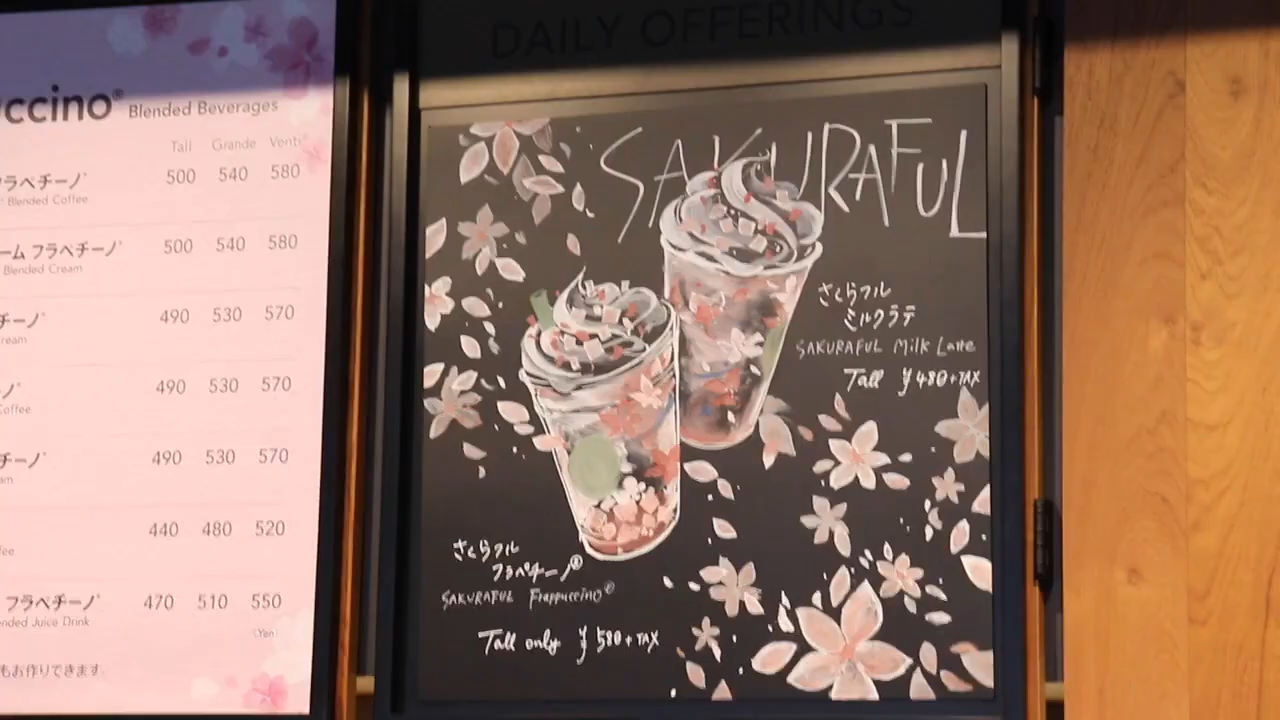 ccino® Blended Beverages
Tall Grande Venti®
ラペチーノ® 500 540 580
Blended Coffee
ーム フラペチーノ® 500 540 580
Blended Cream
チーノ® 490 530 570
ream
ノ® 490 530 570
Coffee
チーノ® 490 530 570
am
440 480 520
fee
フラペチーノ® 470 510 550
nded Juice Drink
(Yen)
もお作りできます。
DAILY OFFERINGS
SAKURAFUL
さくらフル
ミルクラテ
SAKURAFUL Milk Latte
Tall ¥480+TAX
さくらフル
フラペチーノ®
SAKURAFUL Frappuccino®
Tall only ¥580+TAX